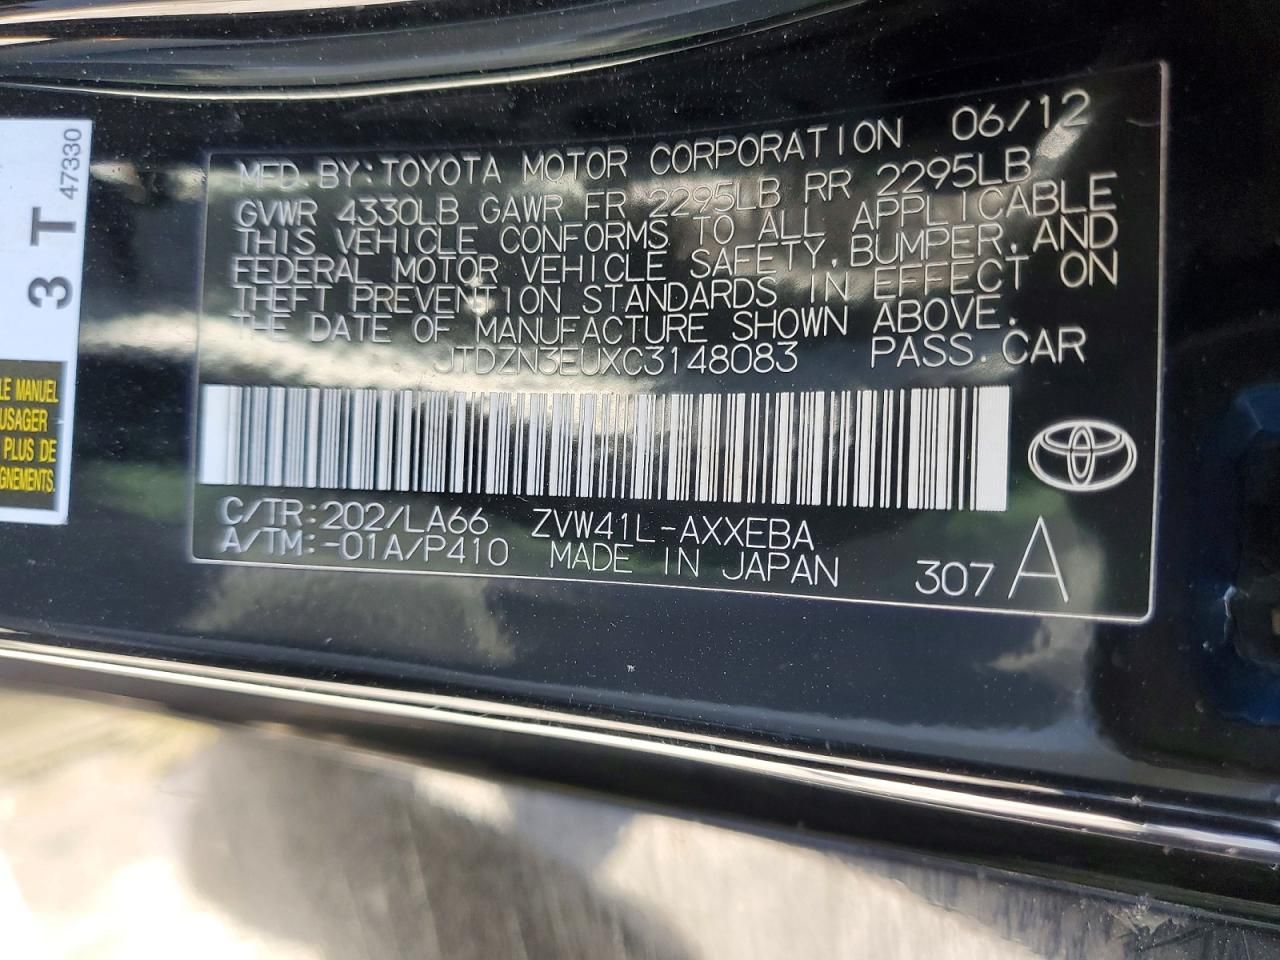 MFD. BY: TOYOTA MOTOR CORPORATION 06/12
GVWR 4330LB GAWR FR 2295LB RR 2295LB
THIS VEHICLE CONFORMS TO ALL APPLICABLE
FEDERAL MOTOR VEHICLE SAFETY, BUMPER, AND
THEFT PREVENTION STANDARDS IN EFFECT ON
THE DATE OF MANUFACTURE SHOWN ABOVE.
JTDZN3EUXC3148083 PASS. CAR
C/TR: 202/LA66 ZVW41L-AXXEBA
A/TM: -01A/P410 MADE IN JAPAN 307 A
3 T 47330
LE MANUEL
USAGER
PLUS DE
GNEMENTS.